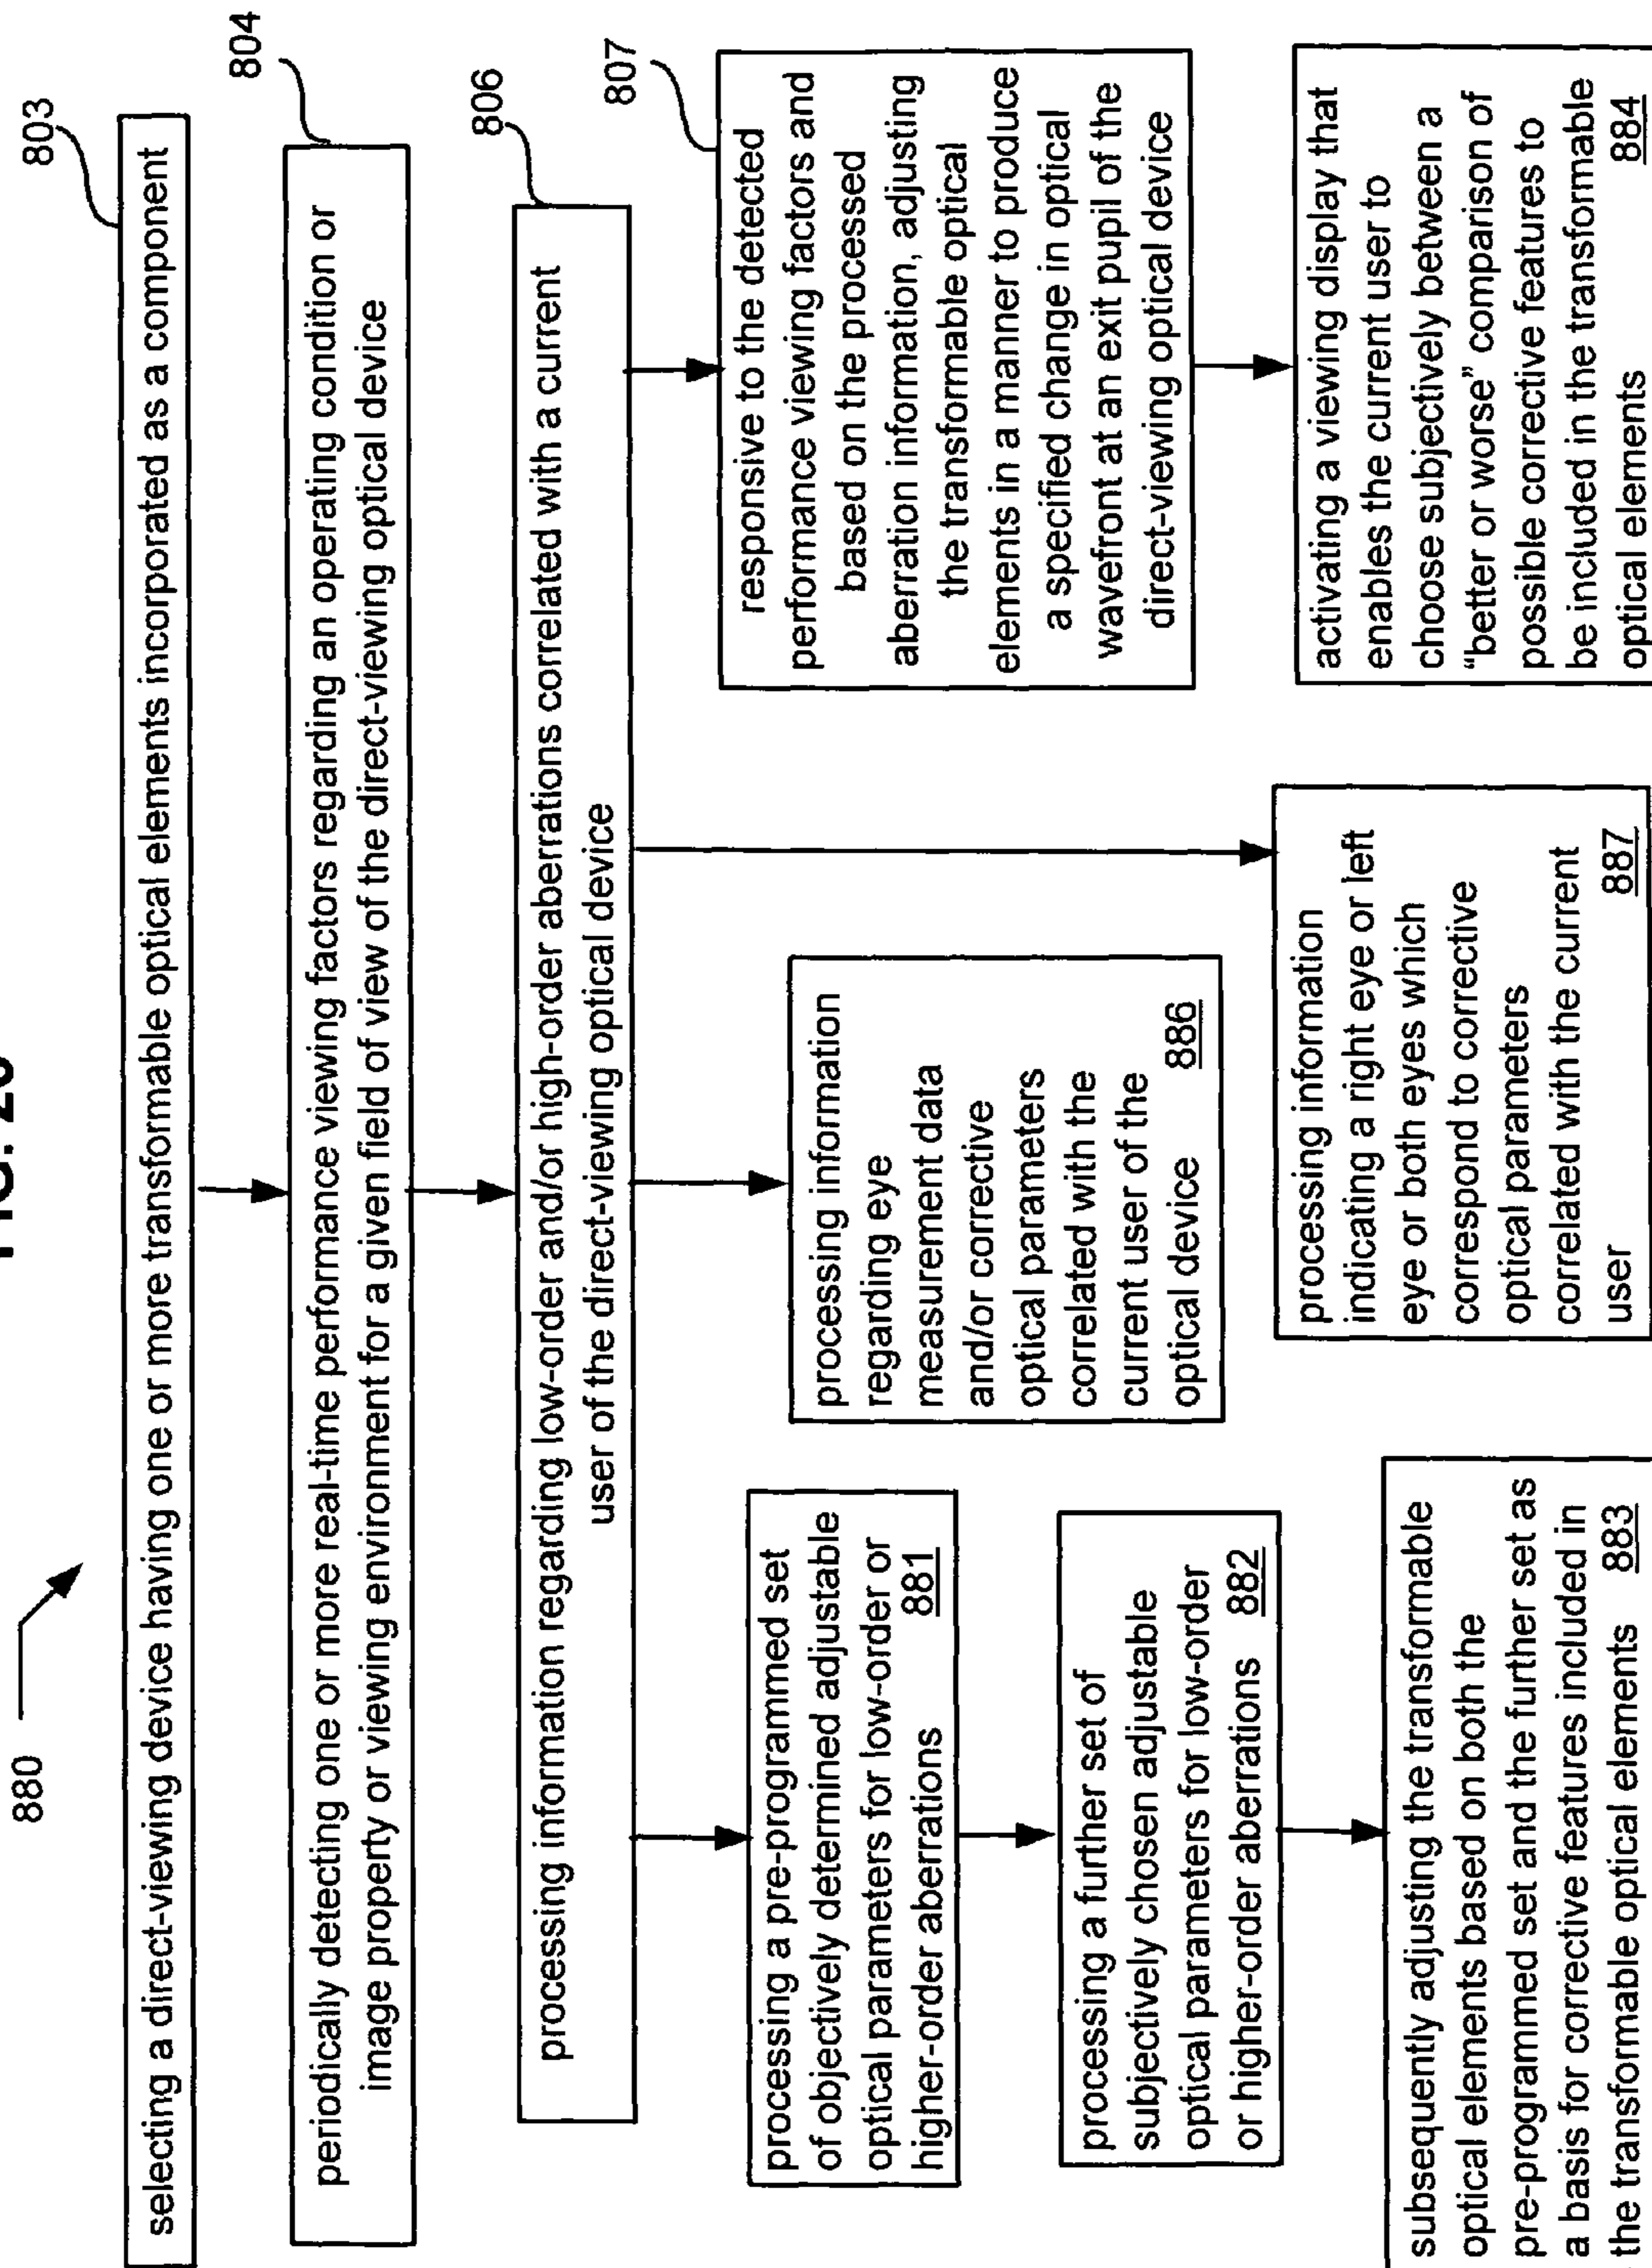 FIG.
880
803
selecting a direct-viewing device having one or more transformable optical elements incorporated as a component
804
periodically detecting one or more real-time performance viewing factors regarding an operating condition or
image property or viewing environment for a given field of view of the direct-viewing optical device
806
processing information regarding low-order and/or high-order aberrations correlated with a current
user of the direct-viewing optical device
processing a pre-programmed set
of objectively determined adjustable
optical parameters for low-order or
higher-order aberrations 881
processing a further set of
subjectively chosen adjustable
optical parameters for low-order
or higher-order aberrations 882
subsequently adjusting the transformable
optical elements based on both the
pre-programmed set and the further set as
a basis for corrective features included in
the transformable optical elements 883
processing information
regarding eye
measurement data
and/or corrective
optical parameters
correlated with the
current user of the
optical device 886
processing information
indicating a right eye or left
eye or both eyes which
correspond to corrective
optical parameters
correlated with the current
user 887
807
responsive to the detected
performance viewing factors and
based on the processed
aberration information, adjusting
the transformable optical
elements in a manner to produce
a specified change in optical
wavefront at an exit pupil of the
direct-viewing optical device
activating a viewing display that
enables the current user to
choose subjectively between a
“better or worse” comparison of
possible corrective features to
be included in the transformable
optical elements 884